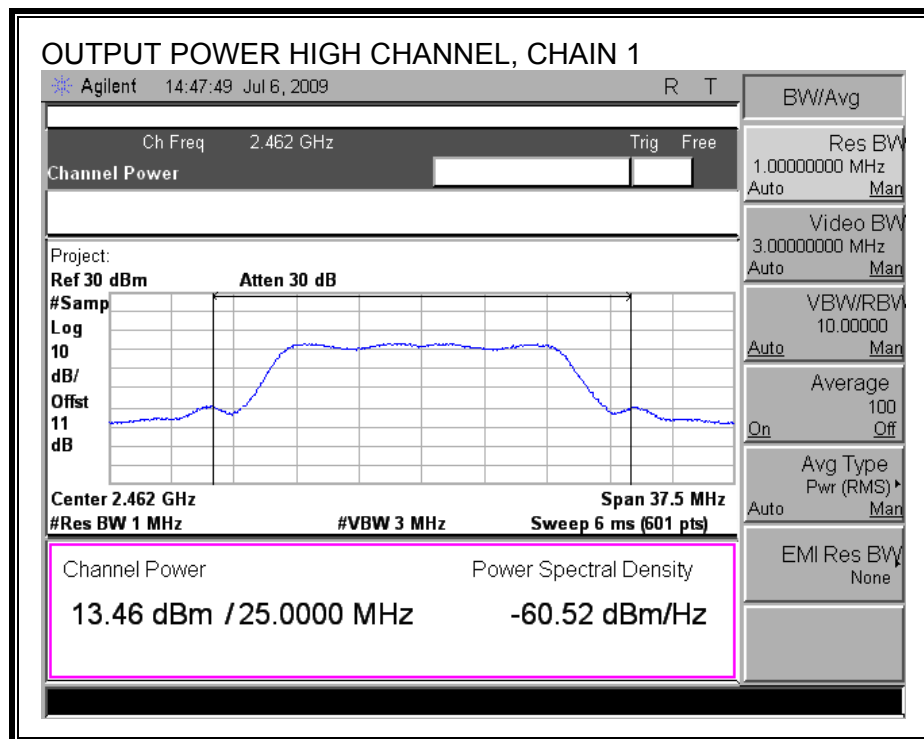 OUTPUT POWER HIGH CHANNEL, CHAIN 1
Agilent 14:47:49 Jul 6, 2009 R T
Ch Freq 2.462 GHz Trig Free
Channel Power
Project:
Ref 30 dBm Atten 30 dB
#Samp
Log
10
dB/
Offst
11
dB
Center 2.462 GHz Span 37.5 MHz
#Res BW 1 MHz #VBW 3 MHz Sweep 6 ms (601 pts)
Channel Power Power Spectral Density
13.46 dBm / 25.0000 MHz -60.52 dBm/Hz
BW/Avg
Res BW
1.00000000 MHz
Auto Man
Video BW
3.00000000 MHz
Auto Man
VBW/RBW
10.00000
Auto Man
Average
100
On Off
Avg Type
Pwr (RMS)
Auto Man
EMI Res BW
None